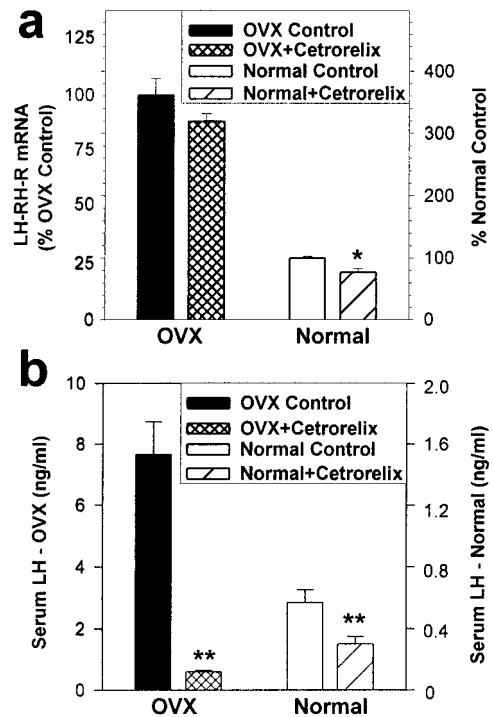 a
OVX Control
OVX+Cetrorelix
Normal Control
Normal+Cetrorelix
LH-RH-R mRNA
(% OVX Control)
125
100
75
50
25
0
% Normal Control
400
300
200
100
0
*
OVX
Normal
b
OVX Control
OVX+Cetrorelix
Normal Control
Normal+Cetrorelix
Serum LH - OVX (ng/ml)
10
8
6
4
2
0
Serum LH - Normal (ng/ml)
2.0
1.6
1.2
0.8
0.4
0
**
**
OVX
Normal